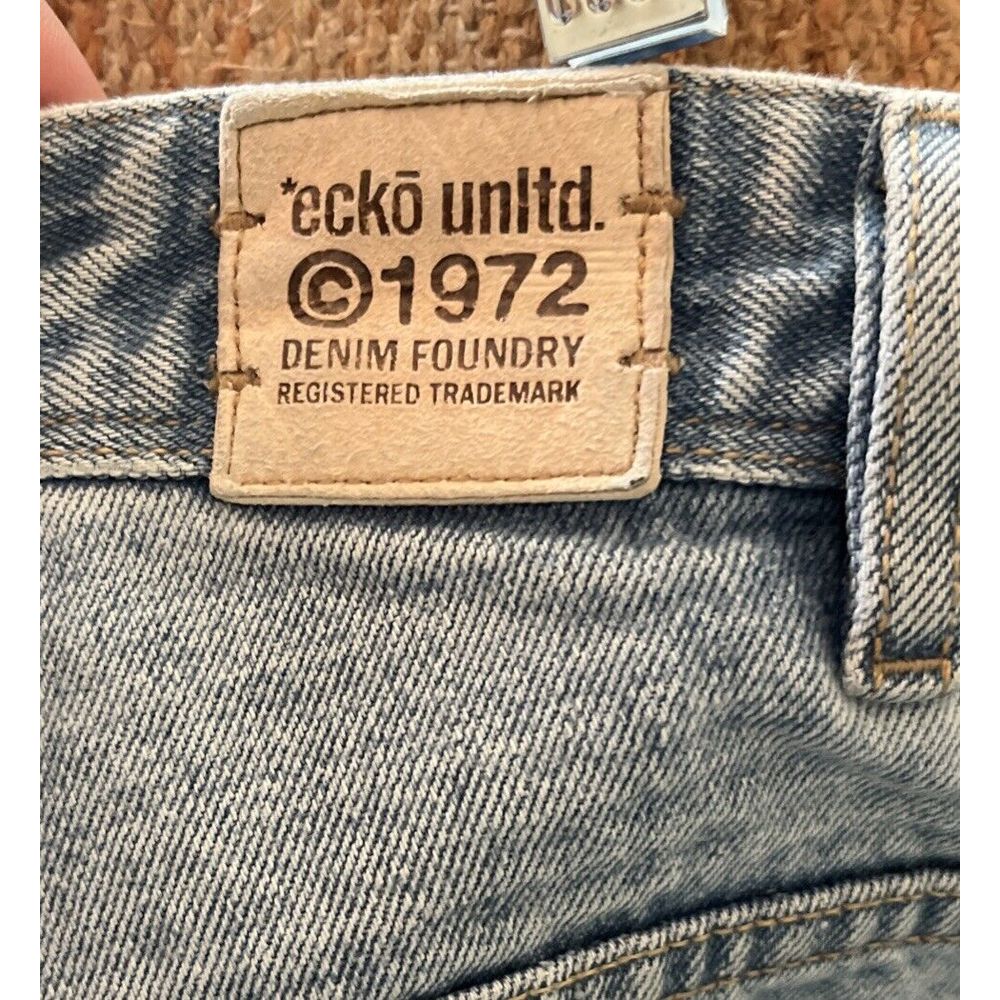 *eckō unltd.
©1972
DENIM FOUNDRY
REGISTERED TRADEMARK